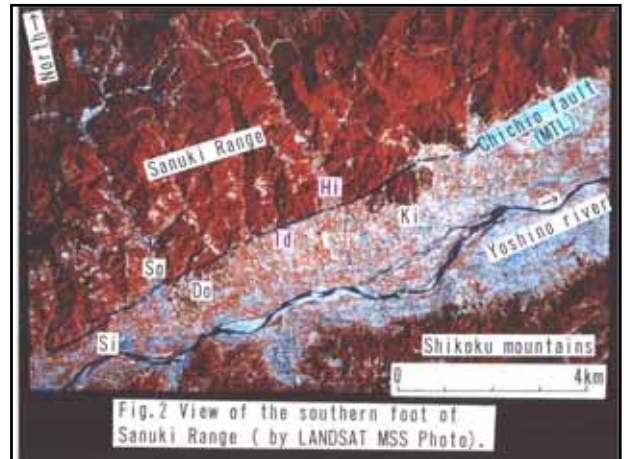 North→
Sanuki Range
Chichio fault
(MTL)
Hi
Ki
Id
Yoshino river
→
So
Do
Si
Shikoku mountains
0 4km
Fig.2 View of the southern foot of
Sanuki Range ( by LANDSAT MSS Photo).